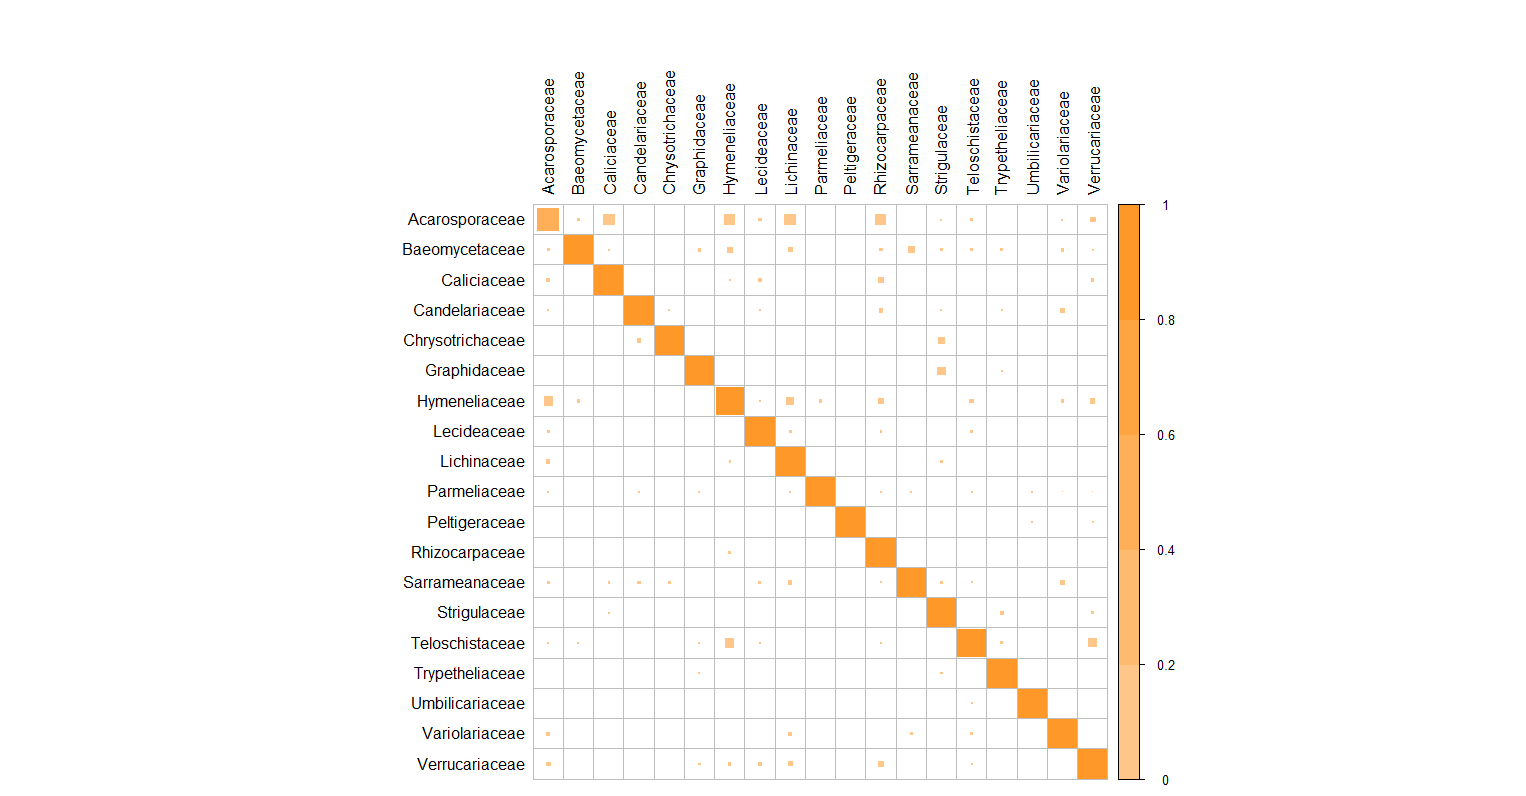 Acarosporaceae
Baeomycetaceae
Caliciaceae
Candelariaceae
Chrysotrichaceae
Graphidaceae
Hymeneliaceae
Lecideaceae
Lichinaceae
Parmeliaceae
Peltigeraceae
Rhizocarpaceae
Sarrameanaceae
Strigulaceae
Teloschistaceae
Trypetheliaceae
Umbilicariaceae
Variolariaceae
Verrucariaceae
Acarosporaceae
Baeomycetaceae
Caliciaceae
Candelariaceae
Chrysotrichaceae
Graphidaceae
Hymeneliaceae
Lecideaceae
Lichinaceae
Parmeliaceae
Peltigeraceae
Rhizocarpaceae
Sarrameanaceae
Strigulaceae
Teloschistaceae
Trypetheliaceae
Umbilicariaceae
Variolariaceae
Verrucariaceae
1
0.8
0.6
0.4
0.2
0